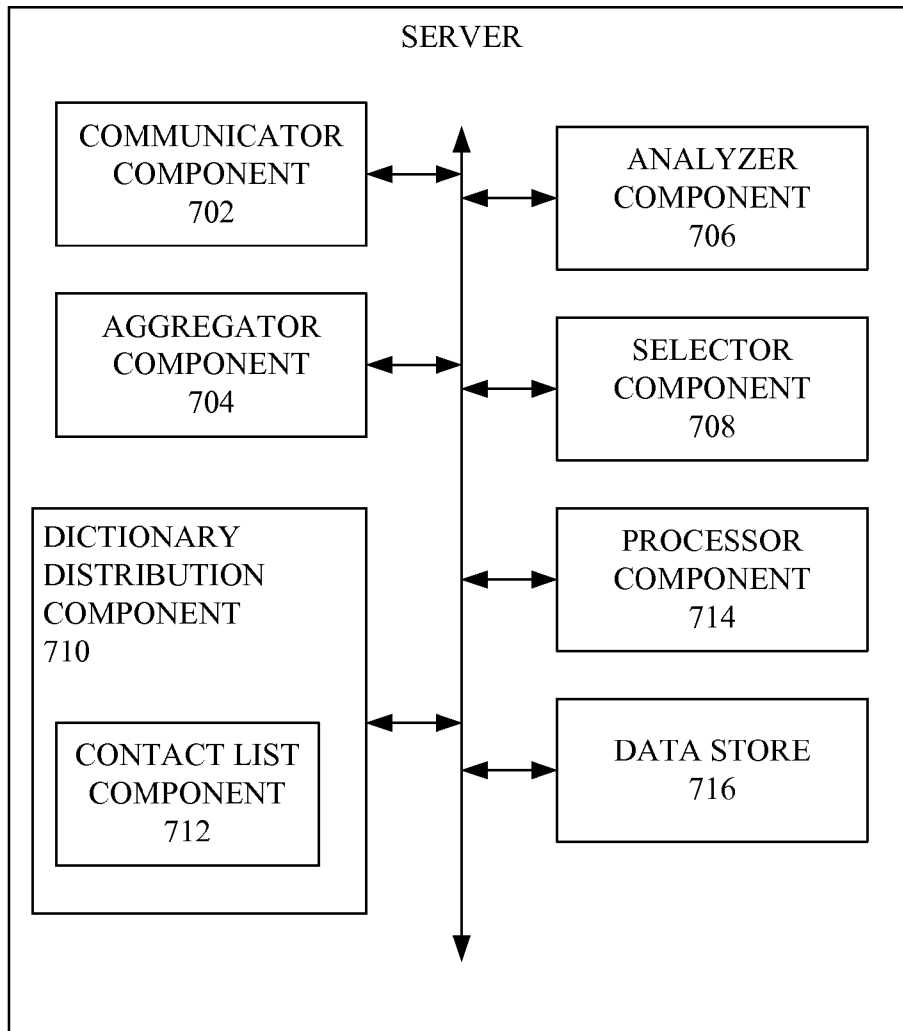 SERVER
COMMUNICATOR
COMPONENT
702
ANALYZER
COMPONENT
706
AGGREGATOR
COMPONENT
704
SELECTOR
COMPONENT
708
DICTIONARY
DISTRIBUTION
COMPONENT
710
PROCESSOR
COMPONENT
714
CONTACT LIST
COMPONENT
712
DATA STORE
716